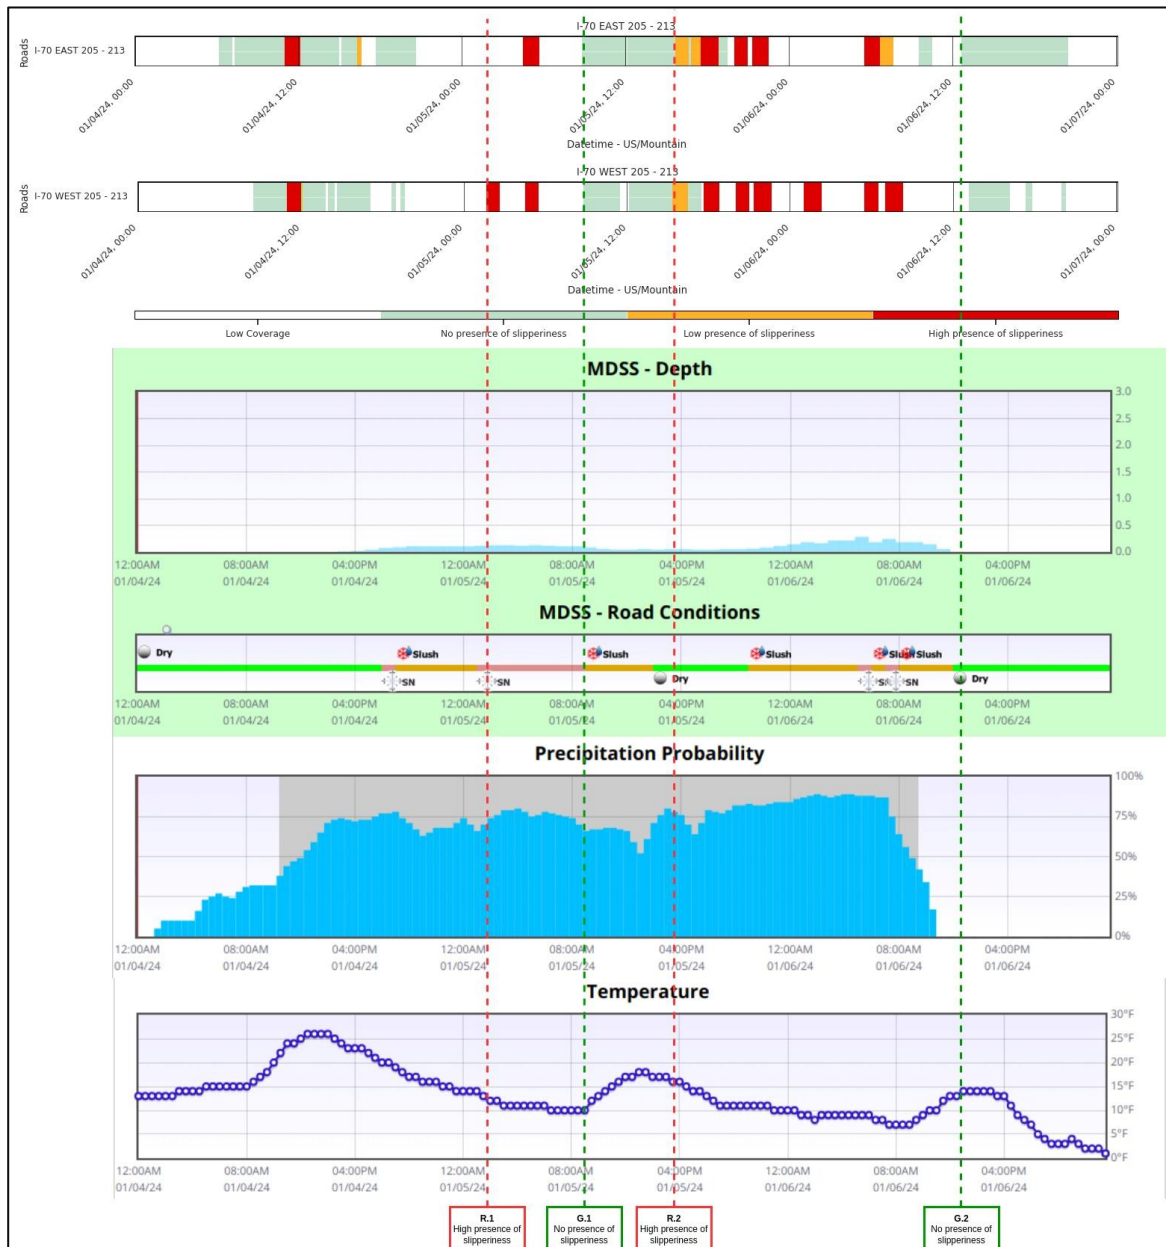 I-70 EAST 205 - 213
Roads
I-70 EAST 205 - 213
01/04/24, 00:00
01/04/24, 12:00
01/05/24, 00:00
01/05/24, 12:00
01/06/24, 00:00
01/06/24, 12:00
01/07/24, 00:00
Datetime - US/Mountain
I-70 WEST 205 - 213
Roads
I-70 WEST 205 - 213
01/04/24, 00:00
01/04/24, 12:00
01/05/24, 00:00
01/05/24, 12:00
01/06/24, 00:00
01/06/24, 12:00
01/07/24, 00:00
Datetime - US/Mountain
Low Coverage No presence of slipperiness Low presence of slipperiness High presence of slipperiness
MDSS - Depth
3.0
2.5
2.0
1.5
1.0
0.5
0.0
12:00AM 08:00AM 04:00PM 12:00AM 08:00AM 04:00PM 12:00AM 08:00AM 04:00PM
01/04/24 01/04/24 01/04/24 01/05/24 01/05/24 01/05/24 01/06/24 01/06/24 01/06/24
MDSS - Road Conditions
Dry Slush Slush Slush Slush Slush
SN SN Dry SN SN Dry
12:00AM 08:00AM 04:00PM 12:00AM 08:00AM 04:00PM 12:00AM 08:00AM 04:00PM
01/04/24 01/04/24 01/04/24 01/05/24 01/05/24 01/05/24 01/06/24 01/06/24 01/06/24
Precipitation Probability
100%
75%
50%
25%
0%
12:00AM 08:00AM 04:00PM 12:00AM 08:00AM 04:00PM 12:00AM 08:00AM 04:00PM
01/04/24 01/04/24 01/04/24 01/05/24 01/05/24 01/05/24 01/06/24 01/06/24 01/06/24
Temperature
30°F
25°F
20°F
15°F
10°F
5°F
0°F
12:00AM 08:00AM 04:00PM 12:00AM 08:00AM 04:00PM 12:00AM 08:00AM 04:00PM
01/04/24 01/04/24 01/04/24 01/05/24 01/05/24 01/05/24 01/06/24 01/06/24 01/06/24
R.1
High presence of
slipperiness
G.1
No presence of
slipperiness
R.2
High presence of
slipperiness
G.2
No presence of
slipperiness